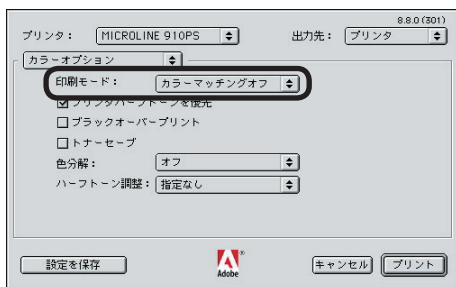 8.8.0 (301)
プリンタ： MICROLINE 910PS 出力先： プリンタ
カラーオプション
印刷モード： カラーマッチングオフ
プリンタハーフトーンを優先
ブラックオーバープリント
トナーセーブ
色分解： オフ
ハーフトーン調整： 指定なし
設定を保存 Adobe キャンセル プリント